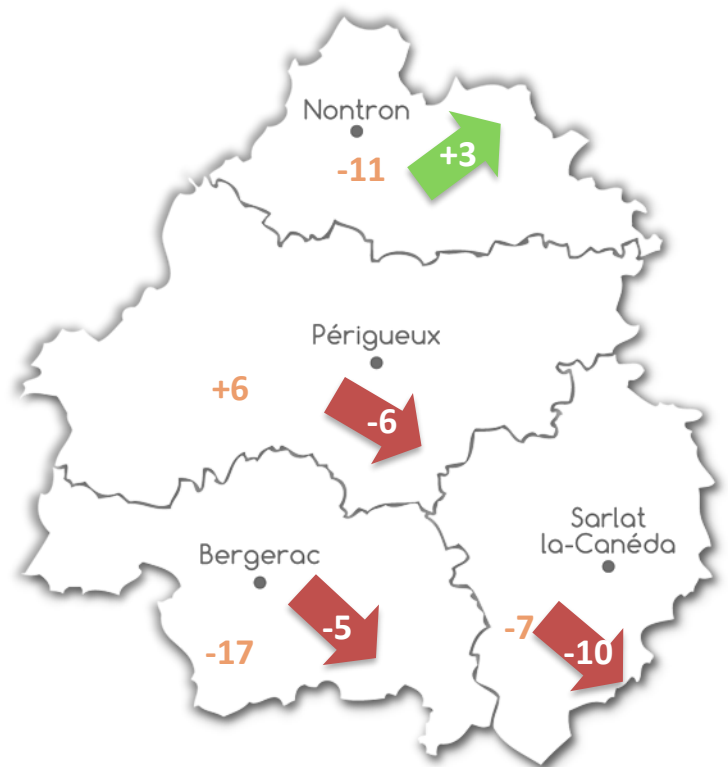 Nontron
+3
-11
Périgueux
+6
-6
Sarlat
la-Canéda
Bergerac
-5
-7
-17
-10